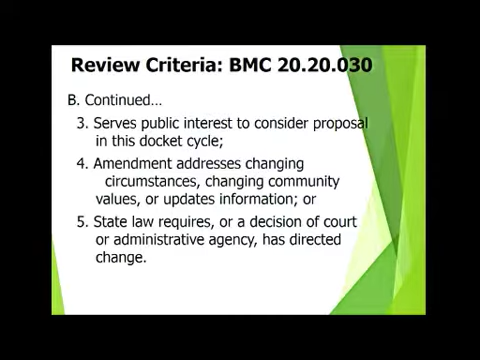 Review Criteria: BMC 20.20.030
B. Continued…
3. Serves public interest to consider proposal
in this docket cycle;
4. Amendment addresses changing
circumstances, changing community
values, or updates information; or
5. State law requires, or a decision of court
or administrative agency, has directed
change.